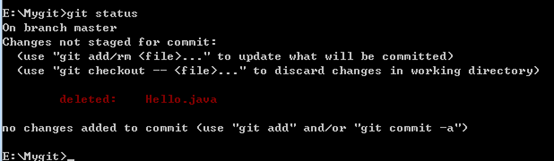 E:\Mygit>git status
On branch master
Changes not staged for commit:
  (use "git add/rm <file>..." to update what will be committed)
  (use "git checkout -- <file>..." to discard changes in working directory)
        deleted:    Hello.java
no changes added to commit (use "git add" and/or "git commit -a")
E:\Mygit>_